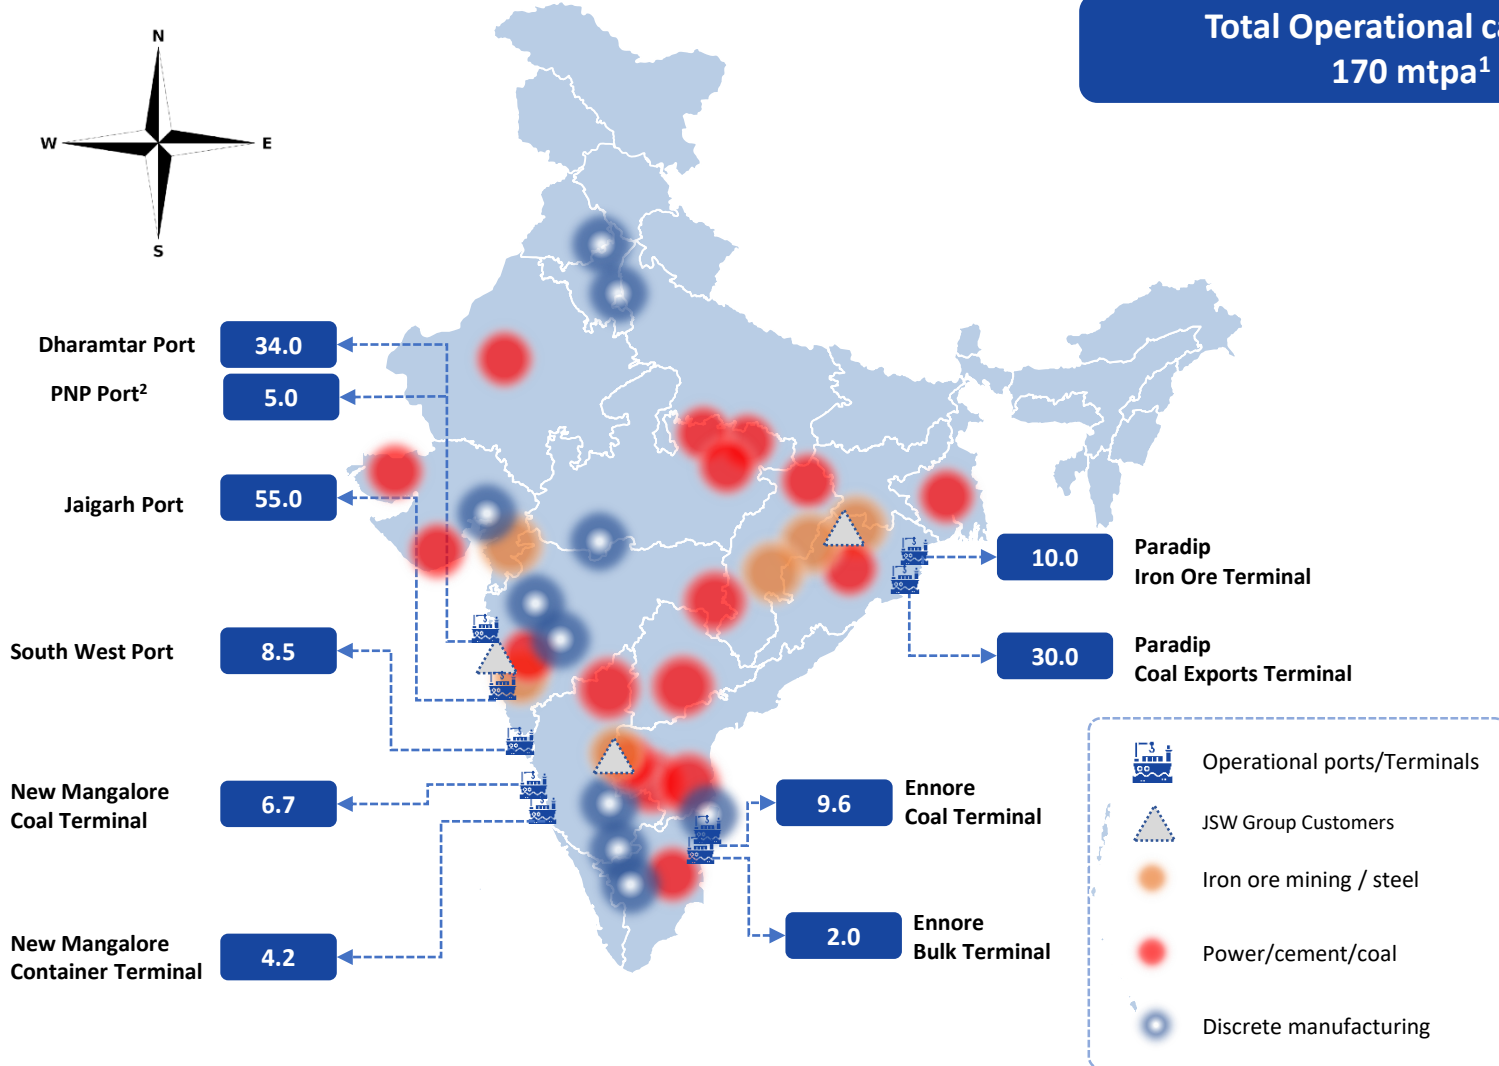 Total Operational
170 mtpa1
N
W
E
S
Dharamtar Port
34.0
PNP Port2
5.0
Jaigarh Port
55.0
South West Port
8.5
New Mangalore
Coal Terminal
6.7
New Mangalore
Container Terminal
4.2
10.0
Paradip
Iron Ore Terminal
30.0
Paradip
Coal Exports Terminal
9.6
Ennore
Coal Terminal
2.0
Ennore
Bulk Terminal
Operational ports/Terminals
JSW Group Customers
Iron ore mining / steel
Power/cement/coal
Discrete manufacturing